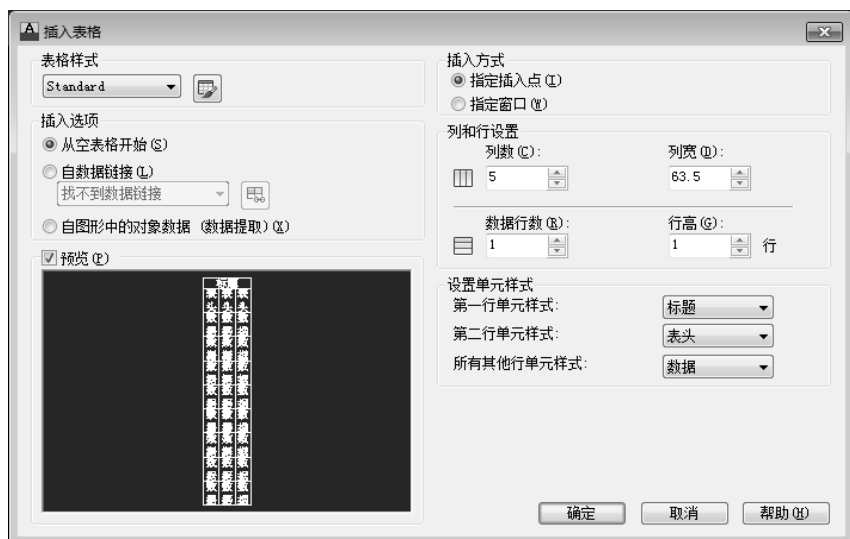 插入表格
表格样式
Standard
插入选项
从空表格开始(S)
自数据链接(L)
找不到数据链接
自图形中的对象数据（数据提取）(X)
预览(P)
标题
插入方式
指定插入点(I)
指定窗口(W)
列和行设置
列数(C):
列宽(D):
5
63.5
数据行数(R):
行高(G):
1
1
行
设置单元样式
第一行单元样式:
标题
第二行单元样式:
表头
所有其他行单元样式:
数据
确定
取消
帮助(H)